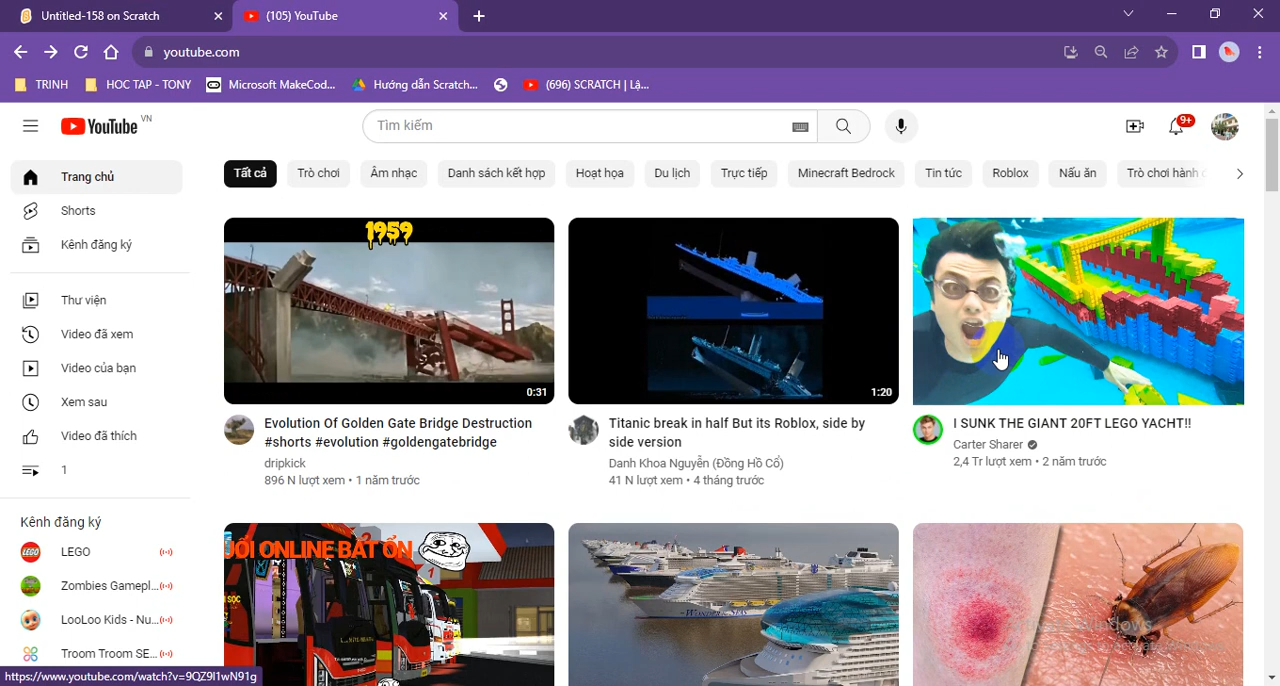 Untitled-158 on Scratch
(105) YouTube
youtube.com
TRINH
HOC TAP - TONY
Microsoft MakeCod...
Hướng dẫn Scratch...
(696) SCRATCH | Lậ...
YouTube VN
Tìm kiếm
9+
Tất cả
Trò chơi
Âm nhạc
Danh sách kết hợp
Hoạt họa
Du lịch
Trực tiếp
Minecraft Bedrock
Tin tức
Roblox
Nấu ăn
Trò chơi hành
Trang chủ
Shorts
Kênh đăng ký
Thư viện
Video đã xem
Video của bạn
Xem sau
Video đã thích
1
Kênh đăng ký
LEGO
LEGO
Zombies Gamepl...
LooLoo Kids - Nu...
Troom Troom SE...
1959
0:31
Evolution Of Golden Gate Bridge Destruction
#shorts #evolution #goldengatebridge
dripkick
896 N lượt xem • 1 năm trước
1:20
Titanic break in half But its Roblox, side by
side version
Danh Khoa Nguyễn (Đồng Hồ Cổ)
41 N lượt xem • 4 tháng trước
I SUNK THE GIANT 20FT LEGO YACHT!!
Carter Sharer
2,4 Tr lượt xem • 2 năm trước
ONLINE BẤT ỔN
https://www.youtube.com/watch?v=9QZ9l1wN91g